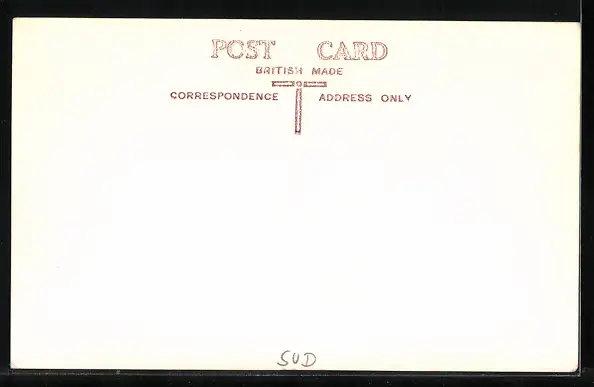 POST CARD
BRITISH MADE
CORRESPONDENCE ADDRESS ONLY
SUD